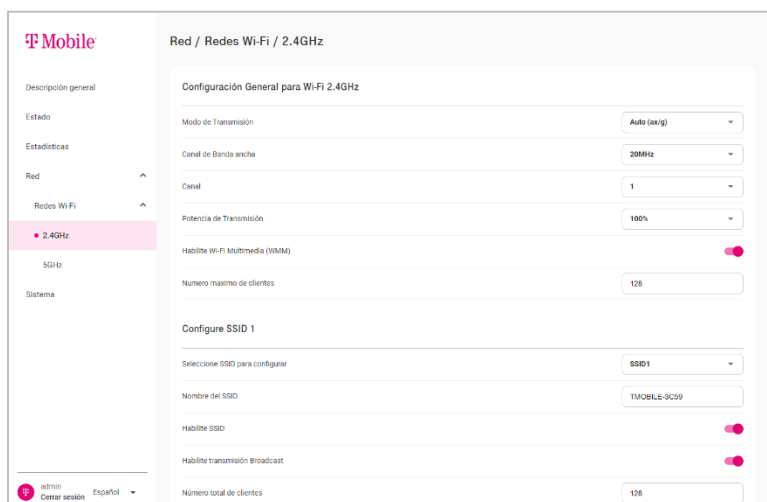 T Mobile
Red / Redes Wi-Fi / 2.4GHz
Descripción general
Estado
Estadísticas
Red
Redes Wi-Fi
2.4GHz
5GHz
Sistema
admin
Cerrar sesión
Español
Configuración General para Wi-Fi 2.4GHz
Modo de Transmisión Auto (ax/g)
Canal de Banda ancha 20MHz
Canal 1
Potencia de Transmisión 100%
Habilite Wi-Fi Multimedia (WMM)
Numero maximo de clientes 128
Configure SSID 1
Seleccione SSID para configurar SSID1
Nombre del SSID TMOBILE-3C59
Habilite SSID
Habilite transmisión Broadcast
Número total de clientes 128